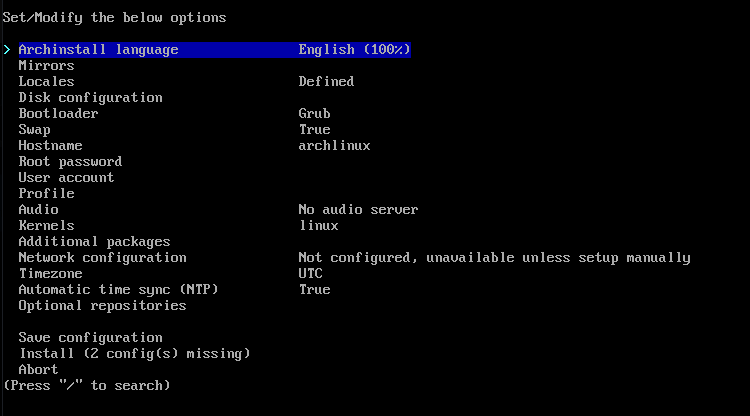 Set/Modify the below options
> Archinstall language English (100%)
Mirrors
Locales Defined
Disk configuration
Bootloader Grub
Swap True
Hostname archlinux
Root password
User account
Profile
Audio No audio server
Kernels linux
Additional packages
Network configuration Not configured, unavailable unless setup manually
Timezone UTC
Automatic time sync (NTP) True
Optional repositories
Save configuration
Install (2 config(s) missing)
Abort
(Press "/" to search)